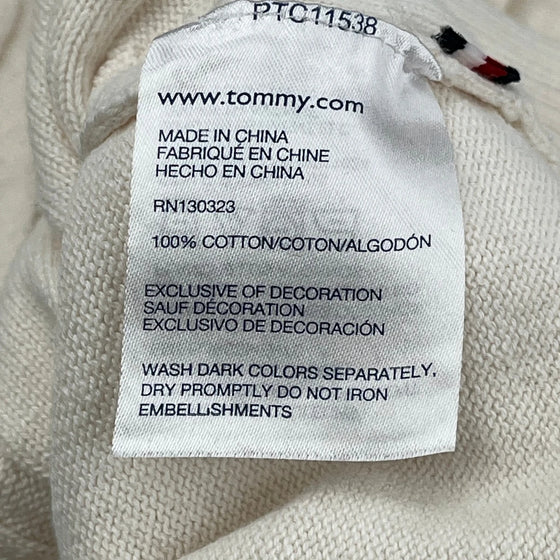 PTC11538
www.tommy.com
MADE IN CHINA
FABRIQUÉ EN CHINE
HECHO EN CHINA
RN130323
100% COTTON/COTON/ALGODÓN
EXCLUSIVE OF DECORATION
SAUF DÉCORATION
EXCLUSIVO DE DECORACIÓN
WASH DARK COLORS SEPARATELY,
DRY PROMPTLY DO NOT IRON
EMBELLISHMENTS